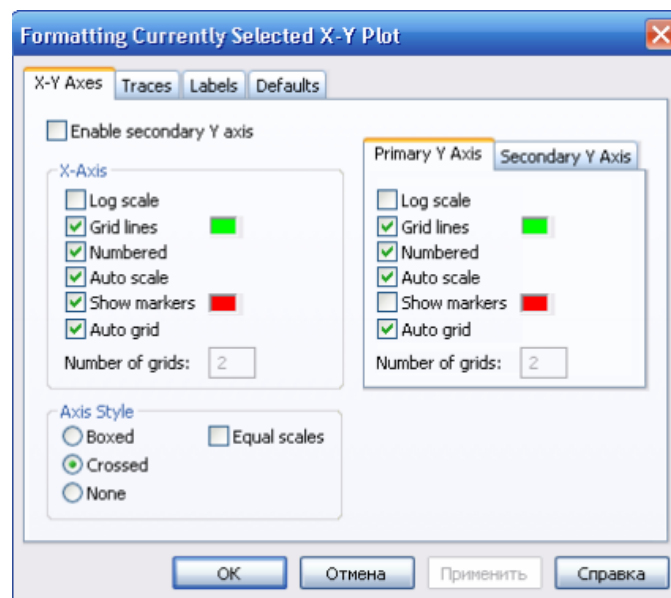 Formatting Currently Selected X-Y Plot
X-Y Axes Traces Labels Defaults
Enable secondary Y axis
X-Axis
Log scale
Grid lines
Numbered
Auto scale
Show markers
Auto grid
Number of grids: 2
Primary Y Axis Secondary Y Axis
Log scale
Grid lines
Numbered
Auto scale
Show markers
Auto grid
Number of grids: 2
Axis Style
Boxed Equal scales
Crossed
None
OK Отмена Применить Справка